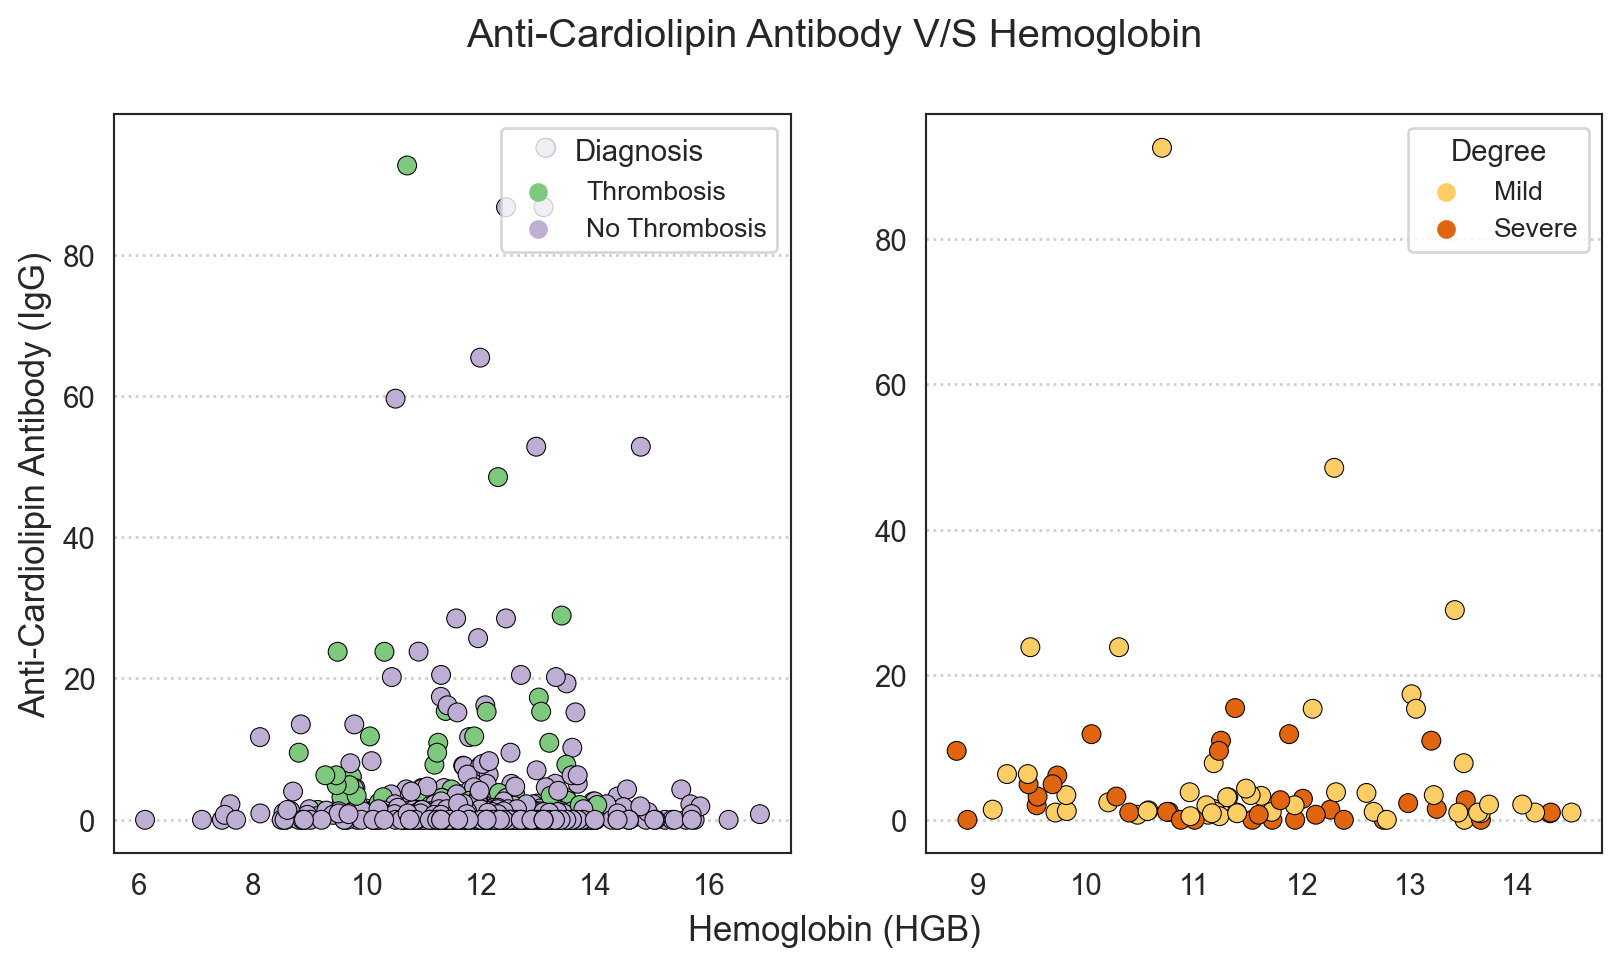 Anti-Cardiolipin Antibody V/S Hemoglobin
Anti-Cardiolipin Antibody (IgG)
80
60
40
20
0
6 8 10 12 14 16
Diagnosis
Thrombosis
No Thrombosis
80
60
40
20
0
9 10 11 12 13 14
Degree
Mild
Severe
Hemoglobin (HGB)